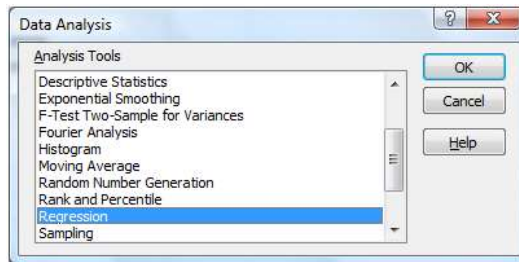 Data Analysis
Analysis Tools
Descriptive Statistics
Exponential Smoothing
F-Test Two-Sample for Variances
Fourier Analysis
Histogram
Moving Average
Random Number Generation
Rank and Percentile
Regression
Sampling
OK
Cancel
Help